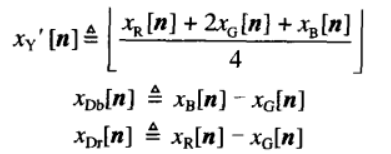 x_Y′[n] ≜ ⌊(x_R[n] + 2x_G[n] + x_B[n]) / 4⌋
x_Db[n] ≜ x_B[n] − x_G[n]
x_Dr[n] ≜ x_R[n] − x_G[n]